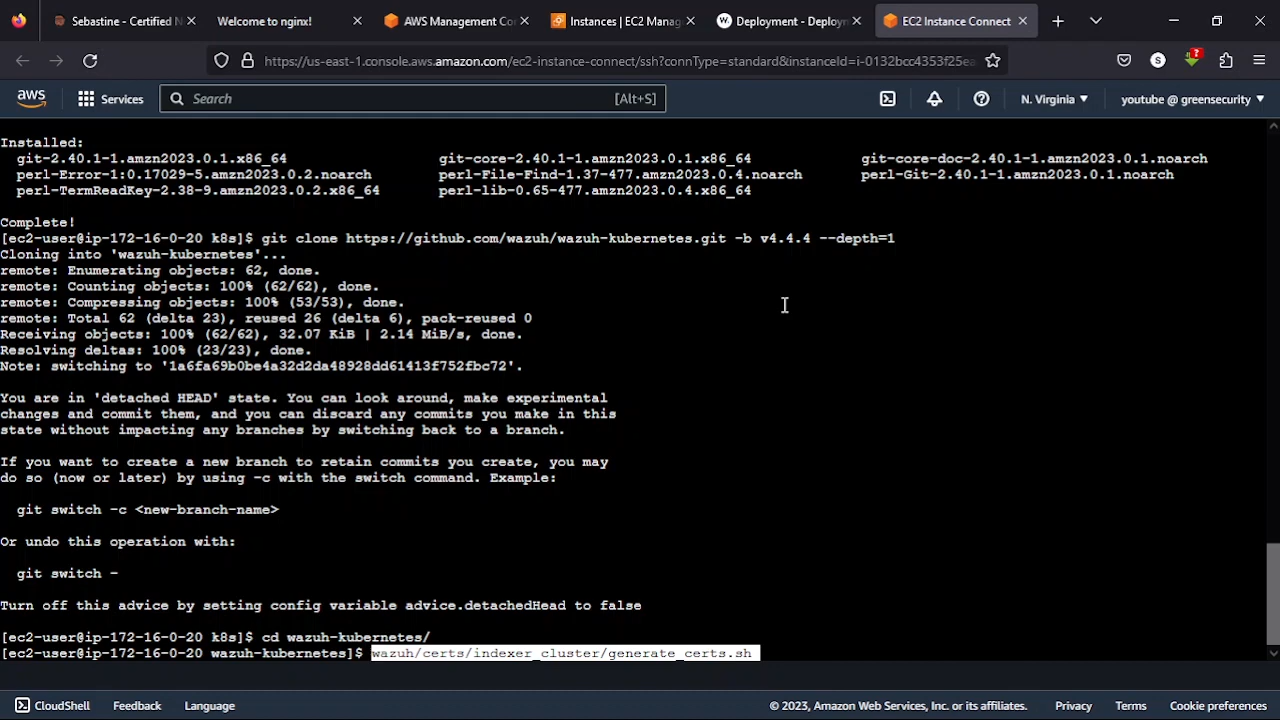 Sebastine - Certified N
Welcome to nginx!
AWS Management Co
Instances | EC2 Manag
Deployment - Deploy
EC2 Instance Connect
https://us-east-1.console.aws.amazon.com/ec2-instance-connect/ssh?connType=standard&instanceId=i-0132bcc4353f25ea
aws
Services
Search
[Alt+S]
N. Virginia
youtube @ greensecurity
Installed:
git-2.40.1-1.amzn2023.0.1.x86_64 git-core-2.40.1-1.amzn2023.0.1.x86_64 git-core-doc-2.40.1-1.amzn2023.0.1.noarch
perl-Error-1:0.17029-5.amzn2023.0.2.noarch perl-File-Find-1.37-477.amzn2023.0.4.noarch perl-Git-2.40.1-1.amzn2023.0.1.noarch
perl-TermReadKey-2.38-9.amzn2023.0.2.x86_64 perl-lib-0.65-477.amzn2023.0.4.x86_64
Complete!
[ec2-user@ip-172-16-0-20 k8s]$ git clone https://github.com/wazuh/wazuh-kubernetes.git -b v4.4.4 --depth=1
Cloning into 'wazuh-kubernetes'...
remote: Enumerating objects: 62, done.
remote: Counting objects: 100% (62/62), done.
remote: Compressing objects: 100% (53/53), done.
remote: Total 62 (delta 23), reused 26 (delta 6), pack-reused 0
Receiving objects: 100% (62/62), 32.07 KiB | 2.14 MiB/s, done.
Resolving deltas: 100% (23/23), done.
Note: switching to '1a6fa69b0be4a32d2da48928dd61413f752fbc72'.
You are in 'detached HEAD' state. You can look around, make experimental
changes and commit them, and you can discard any commits you make in this
state without impacting any branches by switching back to a branch.
If you want to create a new branch to retain commits you create, you may
do so (now or later) by using -c with the switch command. Example:
git switch -c <new-branch-name>
Or undo this operation with:
git switch -
Turn off this advice by setting config variable advice.detachedHead to false
[ec2-user@ip-172-16-0-20 k8s]$ cd wazuh-kubernetes/
[ec2-user@ip-172-16-0-20 wazuh-kubernetes]$ wazuh/certs/indexer_cluster/generate_certs.sh
CloudShell
Feedback
Language
© 2023, Amazon Web Services, Inc. or its affiliates.
Privacy
Terms
Cookie preferences